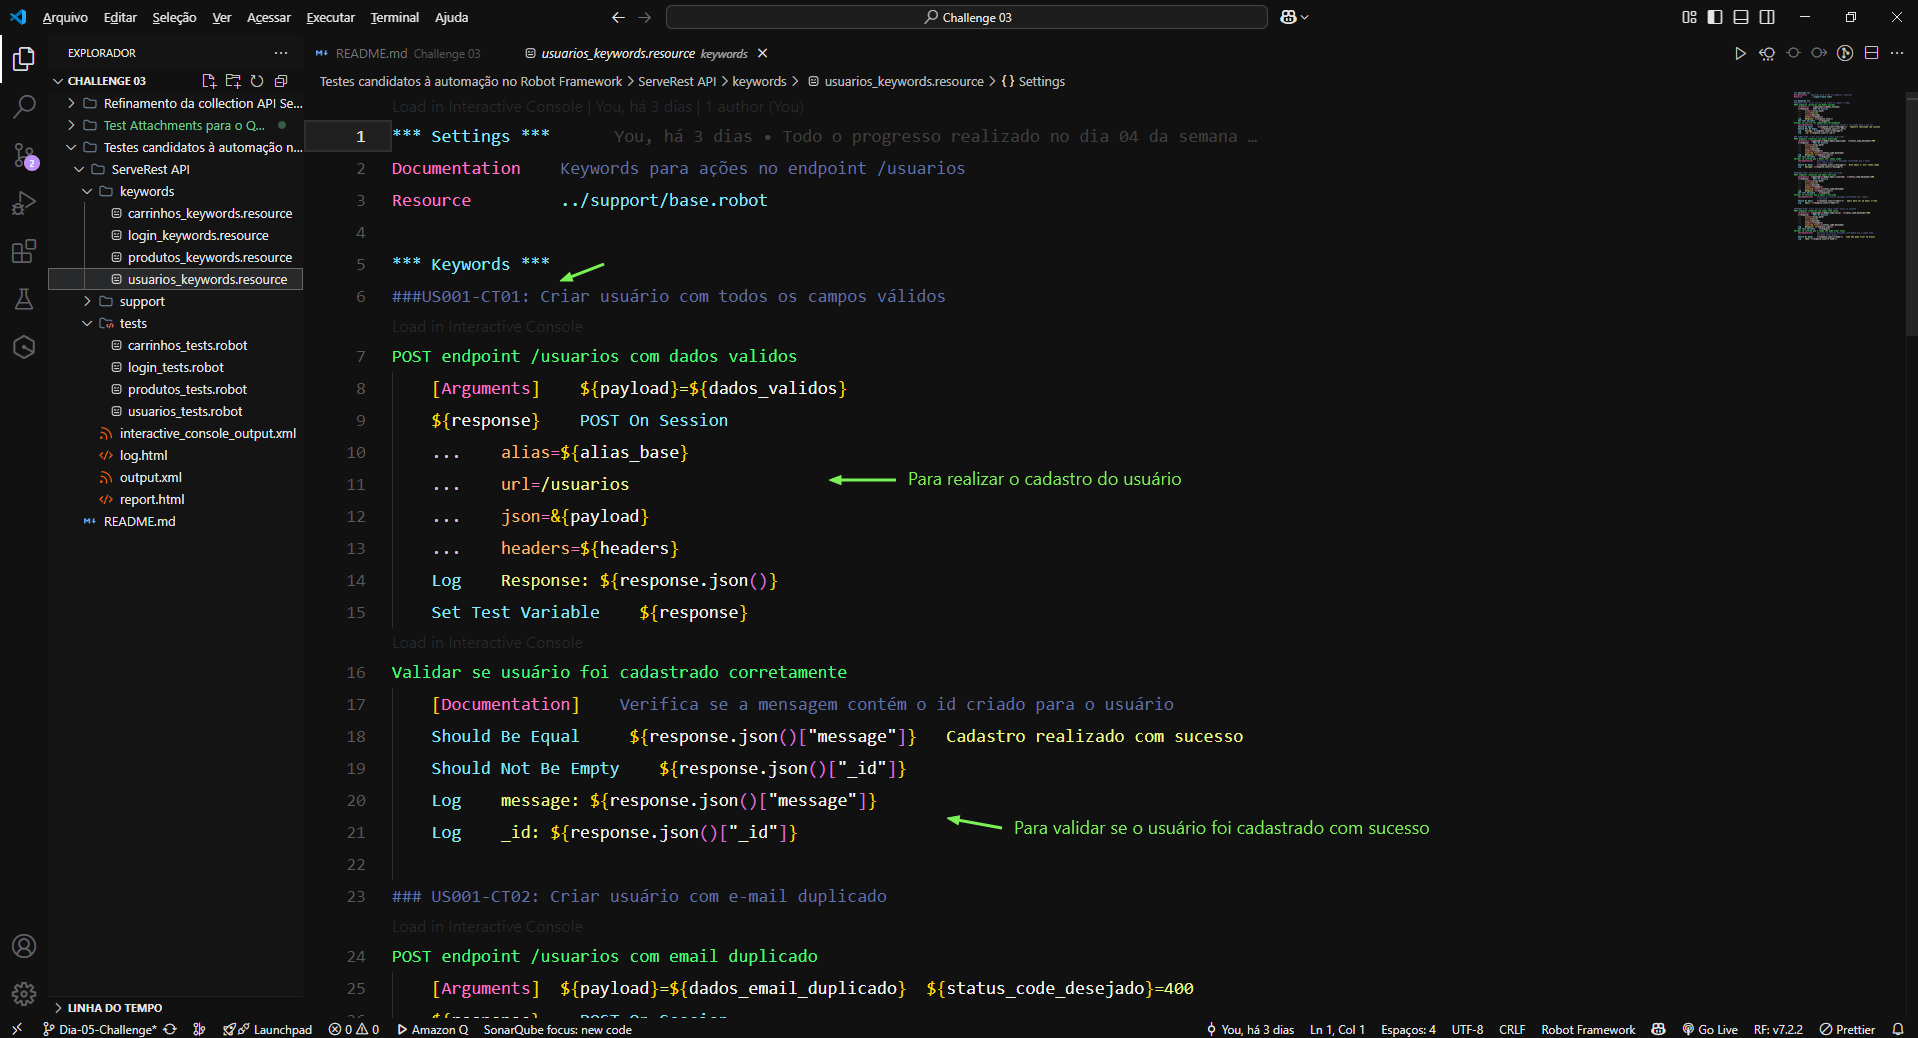 Arquivo Editar Seleção Ver Acessar Executar Terminal Ajuda
Challenge 03
EXPLORADOR
CHALLENGE 03
Refinamento da collection API Se...
Test Attachments para o Q...
Testes candidatos à automação n...
ServeRest API
keywords
carrinhos_keywords.resource
login_keywords.resource
produtos_keywords.resource
usuarios_keywords.resource
support
tests
carrinhos_tests.robot
login_tests.robot
produtos_tests.robot
usuarios_tests.robot
interactive_console_output.xml
log.html
output.xml
report.html
README.md
LINHA DO TEMPO
README.md Challenge 03
usuarios_keywords.resource keywords
Testes candidatos à automação no Robot Framework > ServeRest API > keywords > usuarios_keywords.resource > {} Settings
Load in Interactive Console | You, há 3 dias | 1 author (You)
1 *** Settings *** You, há 3 dias • Todo o progresso realizado no dia 04 da semana …
2 Documentation Keywords para ações no endpoint /usuarios
3 Resource ../support/base.robot
4
5 *** Keywords ***
6 ###US001-CT01: Criar usuário com todos os campos válidos
Load in Interactive Console
7 POST endpoint /usuarios com dados validos
8 [Arguments] ${payload}=${dados_validos}
9 ${response} POST On Session
10 ... alias=${alias_base}
11 ... url=/usuarios
Para realizar o cadastro do usuário
12 ... json=&{payload}
13 ... headers=${headers}
14 Log Response: ${response.json()}
15 Set Test Variable ${response}
Load in Interactive Console
16 Validar se usuário foi cadastrado corretamente
17 [Documentation] Verifica se a mensagem contém o id criado para o usuário
18 Should Be Equal ${response.json()["message"]} Cadastro realizado com sucesso
19 Should Not Be Empty ${response.json()["_id"]}
20 Log message: ${response.json()["message"]}
21 Log _id: ${response.json()["_id"]}
Para validar se o usuário foi cadastrado com sucesso
22
23 ### US001-CT02: Criar usuário com e-mail duplicado
Load in Interactive Console
24 POST endpoint /usuarios com email duplicado
25 [Arguments] ${payload}=${dados_email_duplicado} ${status_code_desejado}=400
26 ${response} POST On Session
2
Dia-05-Challenge* Launchpad 0 0 Amazon Q SonarQube focus: new code
You, há 3 dias Ln 1, Col 1 Espaços: 4 UTF-8 CRLF Robot Framework Go Live RF: v7.2.2 Prettier